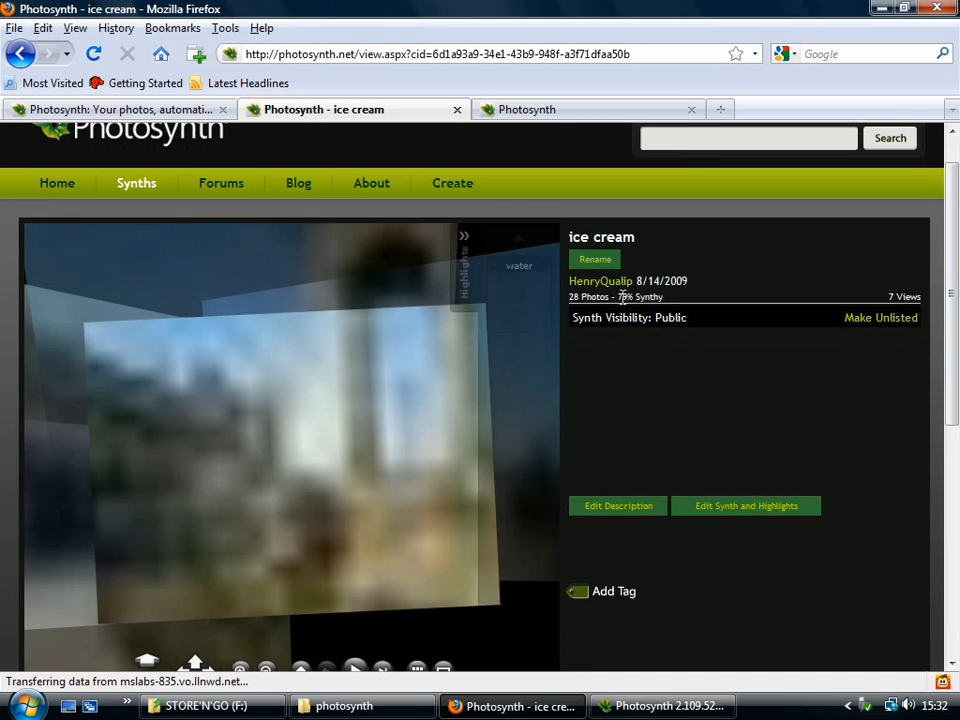 Photosynth - ice cream - Mozilla Firefox
File Edit View History Bookmarks Tools Help
http://photosynth.net/view.aspx?cid=6d1a93a9-34e1-43b9-948f-a3f71dfaa50b
Google
Most Visited Getting Started Latest Headlines
Photosynth: Your photos, automati... Photosynth - ice cream Photosynth
Photosynth
Search
Home Synths Forums Blog About Create
ice cream
Highlights
water
Rename
HenryQualip 8/14/2009
28 Photos - Synthy 7 Views
Synth Visibility: Public Make Unlisted
Edit Description Edit Synth and Highlights
Add Tag
Transferring data from mslabs-835.vo.llnwd.net...
STORE'N'GO (F:) photosynth Photosynth - ice cre... Photosynth 2.109.52... 15:32